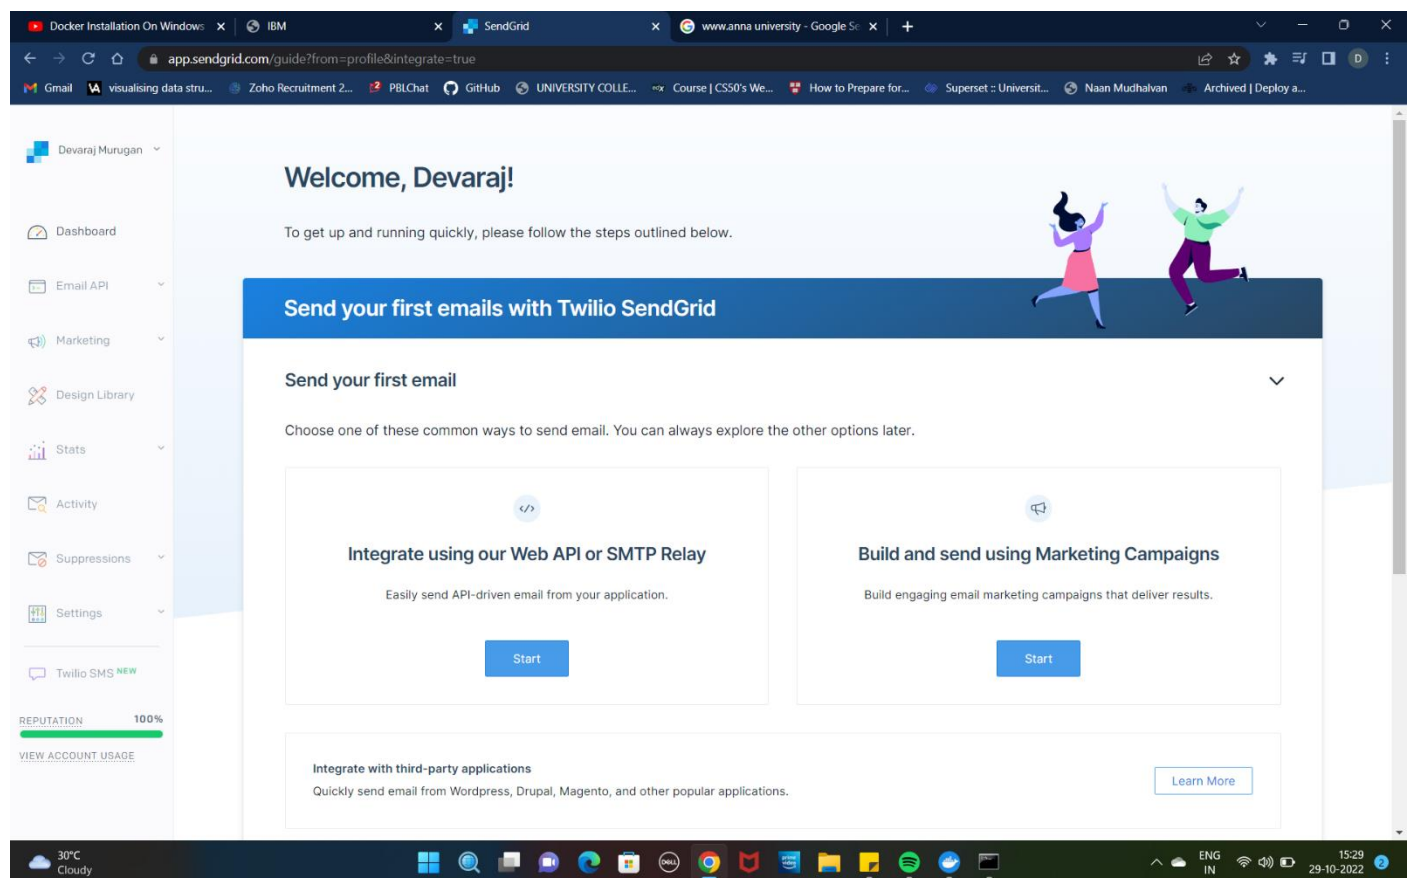 Docker Installation On Windows
IBM
SendGrid
www.anna university - Google Se
app.sendgrid.com/guide?from=profile&integrate=true
D
Gmail
visualising data stru...
Zoho Recruitment 2...
PBLChat
GitHub
UNIVERSITY COLLE...
Course | CS50's We...
How to Prepare for...
Superset :: Universit...
Naan Mudhalvan
Archived | Deploy a...
Devaraj Murugan
Dashboard
Email API
Marketing
Design Library
Stats
Activity
Suppressions
Settings
Twilio SMS NEW
REPUTATION 100%
VIEW ACCOUNT USAGE
Welcome, Devaraj!
To get up and running quickly, please follow the steps outlined below.
Send your first emails with Twilio SendGrid
Send your first email
Choose one of these common ways to send email. You can always explore the other options later.
Integrate using our Web API or SMTP Relay
Easily send API-driven email from your application.
Start
Build and send using Marketing Campaigns
Build engaging email marketing campaigns that deliver results.
Start
Integrate with third-party applications
Quickly send email from Wordpress, Drupal, Magento, and other popular applications.
Learn More
30°C
Cloudy
DELL
prime video
ENG
IN
15:29
29-10-2022
2